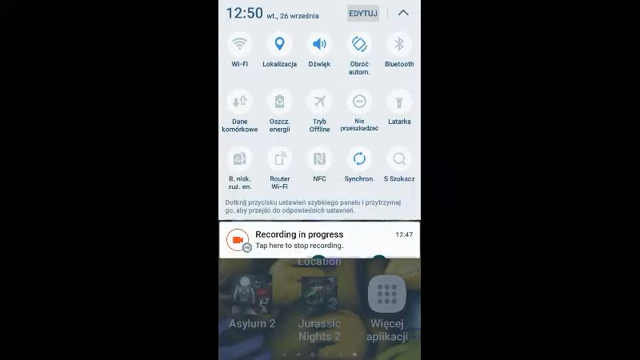 12:50 wt., 26 września EDYTUJ
Wi-Fi Lokalizacja Dźwięk Obróć autom. Bluetooth
Dane komórkowe Oszcz. energii Tryb Offline Nie przeszkadzać Latarka
B. nisk. zuż. en. Router Wi-Fi NFC Synchron. S Szukacz
Dotknij przycisku ustawień szybkiego panelu i przytrzymaj
go, aby przejść do odpowiednich ustawień.
Recording in progress 12:47
Tap here to stop recording.
Location
Asylum 2 Jurassic Nights 2 Więcej aplikacji